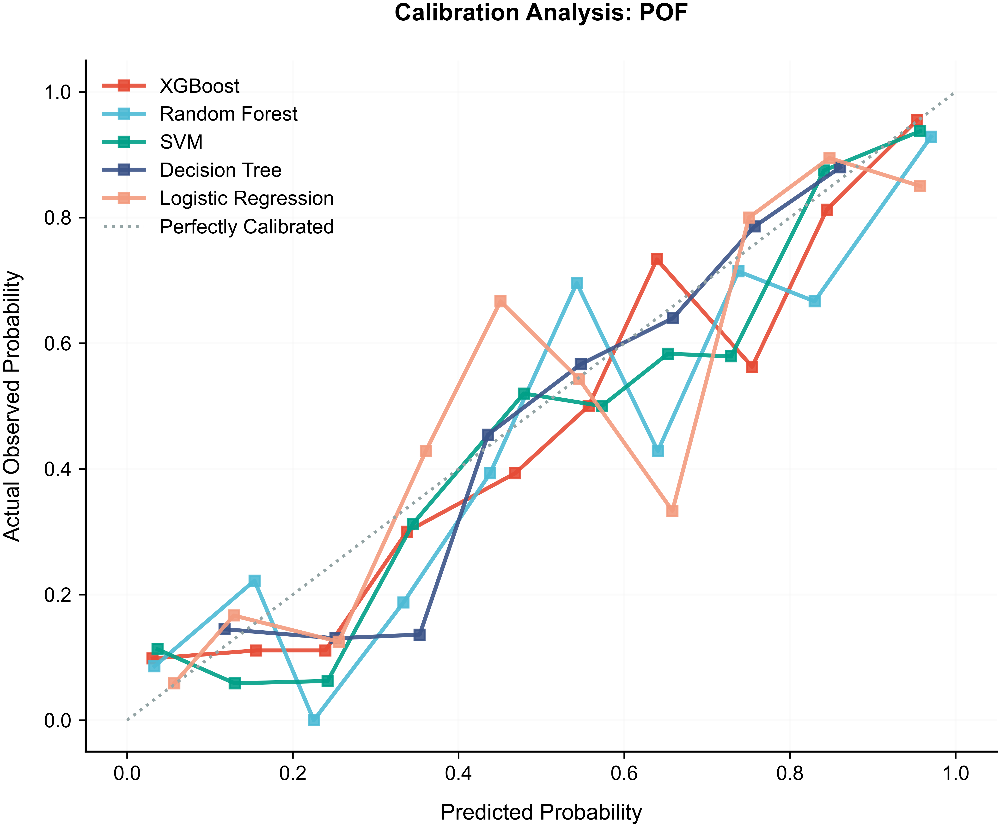 Calibration Analysis: POF
XGBoost
Random Forest
SVM
Decision Tree
Logistic Regression
Perfectly Calibrated
Actual Observed Probability
1.0
0.8
0.6
0.4
0.2
0.0
0.0 0.2 0.4 0.6 0.8 1.0
Predicted Probability